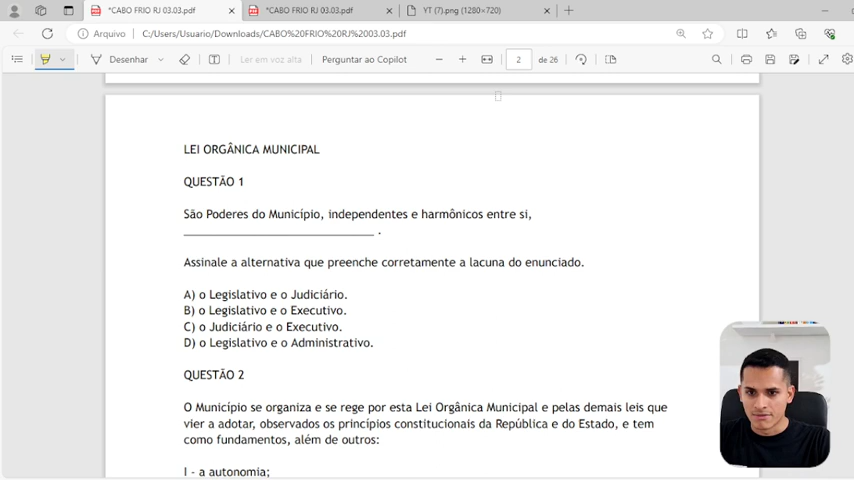 *CABO FRIO RJ 03.03.pdf
*CABO FRIO RJ 03.03.pdf
YT (7).png (1280×720)
Arquivo
C:/Users/Usuario/Downloads/CABO%20FRIO%20RJ%2003.03.pdf
Desenhar
Ler em voz alta
Perguntar ao Copilot
2
de 26
LEI ORGÂNICA MUNICIPAL
QUESTÃO 1
São Poderes do Município, independentes e harmônicos entre si,
______________________________ .
Assinale a alternativa que preenche corretamente a lacuna do enunciado.
A) o Legislativo e o Judiciário.
B) o Legislativo e o Executivo.
C) o Judiciário e o Executivo.
D) o Legislativo e o Administrativo.
QUESTÃO 2
O Município se organiza e se rege por esta Lei Orgânica Municipal e pelas demais leis que
vier a adotar, observados os princípios constitucionais da República e do Estado, e tem
como fundamentos, além de outros:
I - a autonomia;